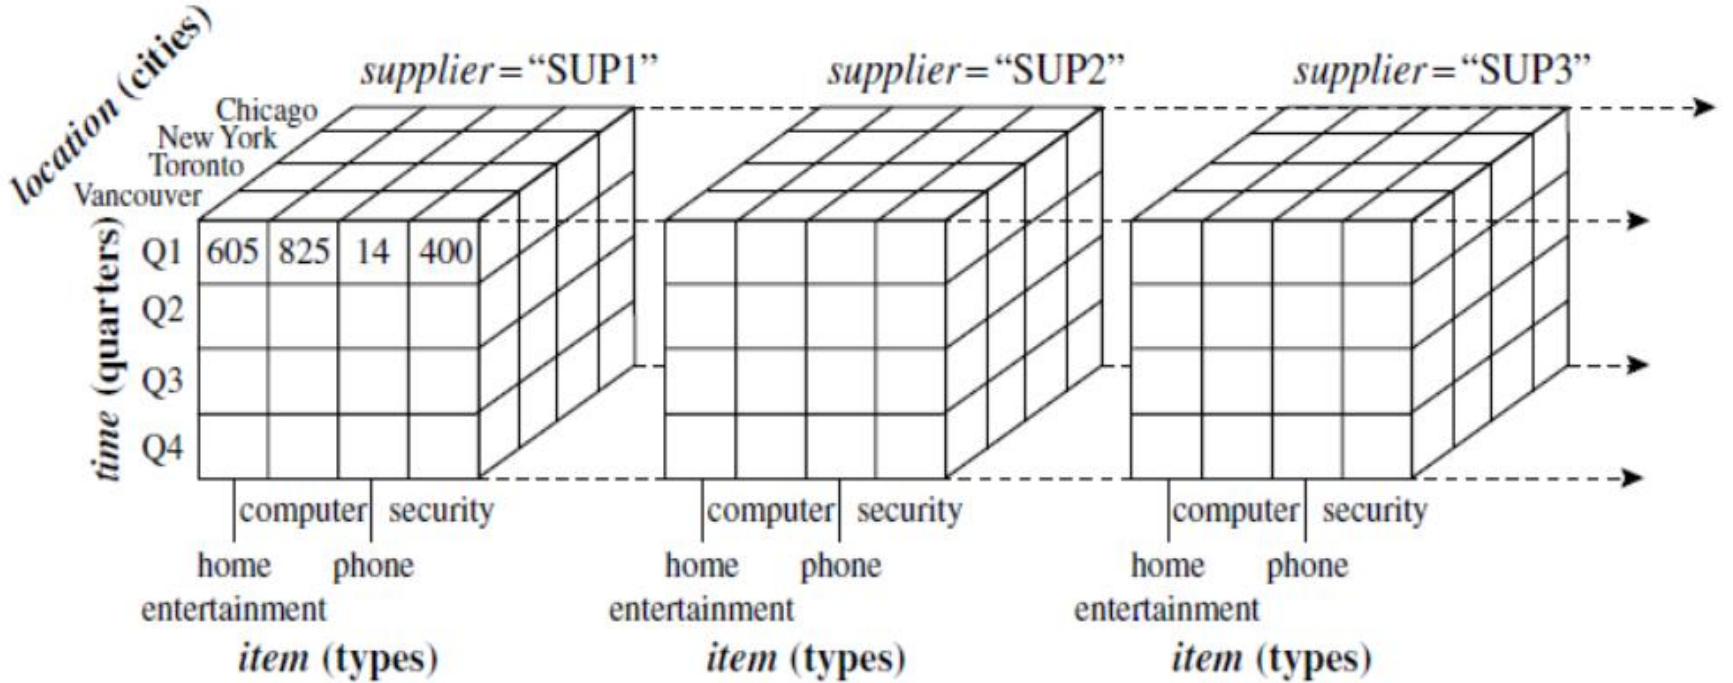 location (cities)
supplier=“SUP1” supplier=“SUP2” supplier=“SUP3”
Chicago
New York
Toronto
Vancouver
time (quarters)
Q1 605 825 14 400
Q2
Q3
Q4
computer security computer security computer security
home phone home phone home phone
entertainment entertainment entertainment
item (types) item (types) item (types)